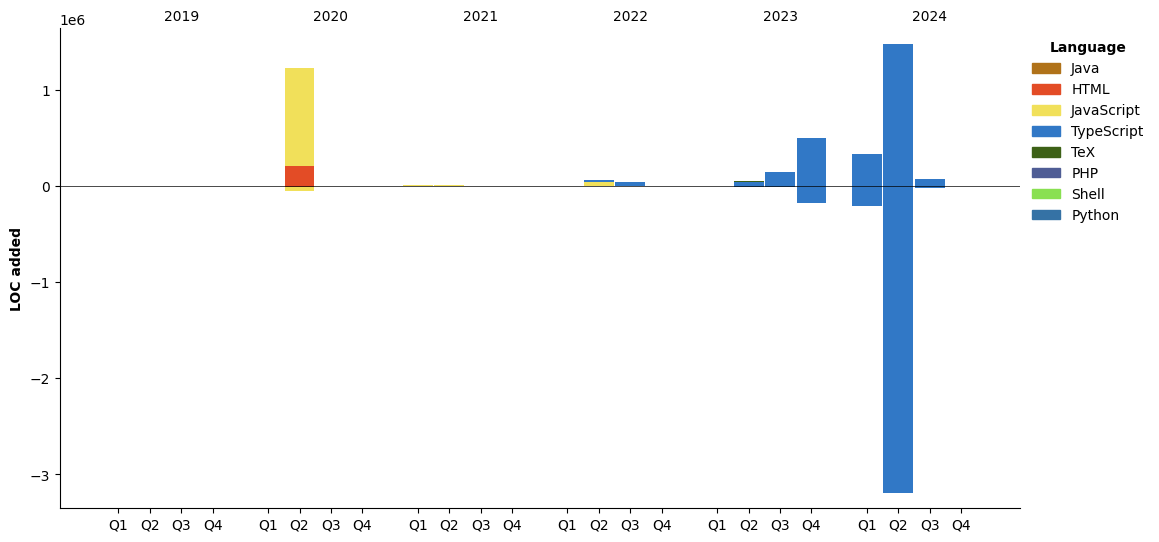 1e6
2019 2020 2021 2022 2023 2024
Language
Java
HTML
JavaScript
TypeScript
TeX
PHP
Shell
Python
LOC added
1
0
−1
−2
−3
Q1 Q2 Q3 Q4 Q1 Q2 Q3 Q4 Q1 Q2 Q3 Q4 Q1 Q2 Q3 Q4 Q1 Q2 Q3 Q4 Q1 Q2 Q3 Q4